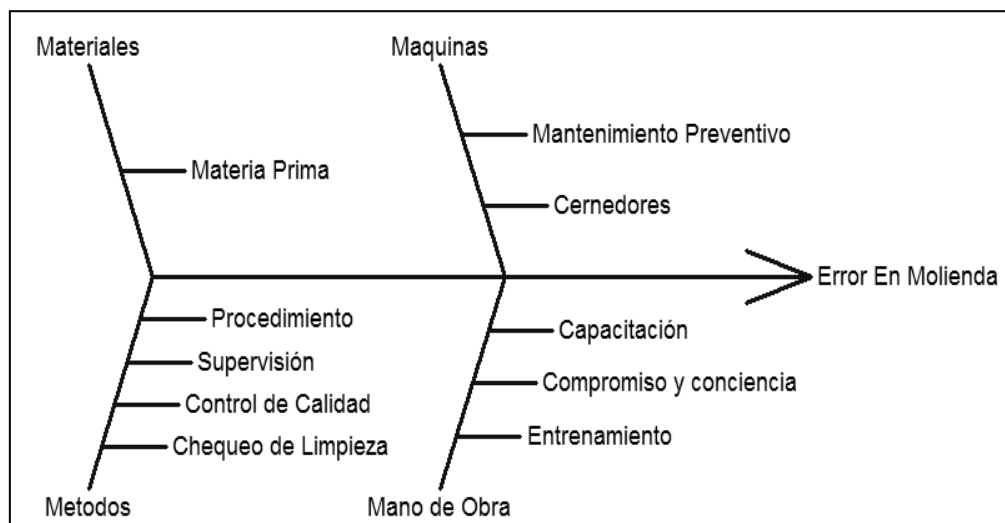 Materiales
Maquinas
Mantenimiento Preventivo
Materia Prima
Cernedores
Error En Molienda
Procedimiento
Capacitación
Supervisión
Compromiso y conciencia
Control de Calidad
Entrenamiento
Chequeo de Limpieza
Metodos
Mano de Obra